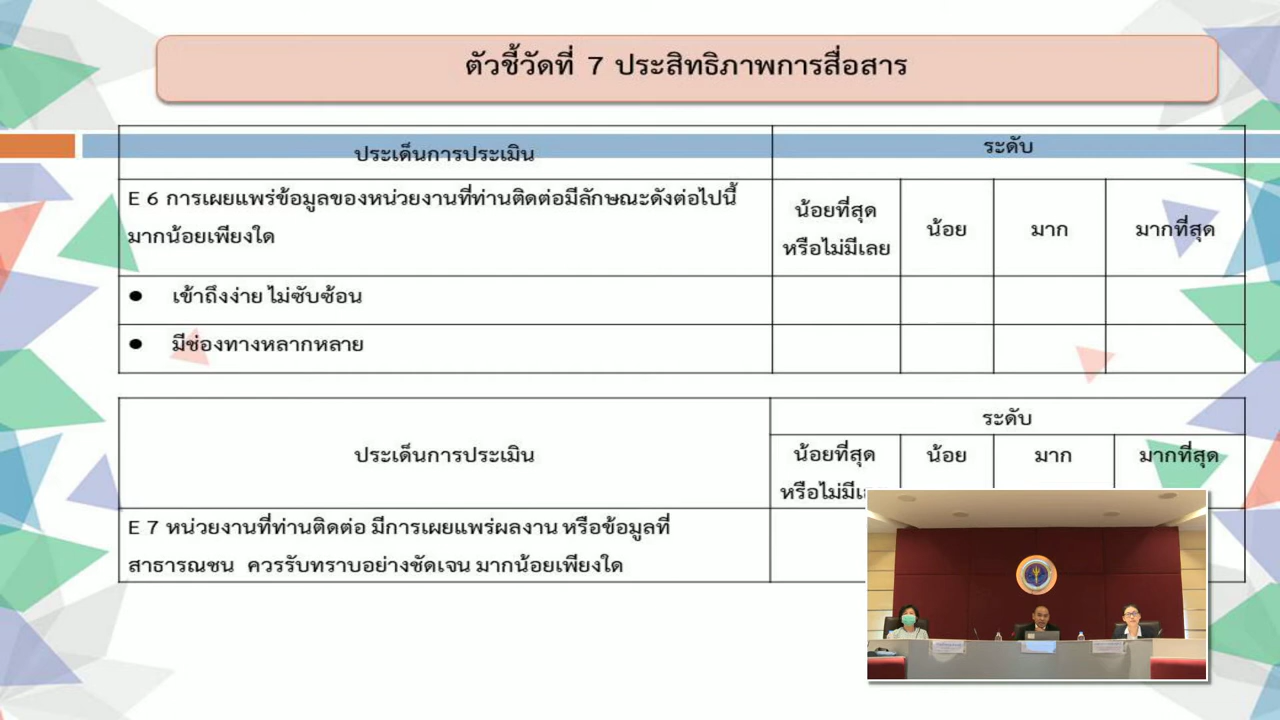 ตัวชี้วัดที่ 7 ประสิทธิภาพการสื่อสาร
ประเด็นการประเมิน
ระดับ
E 6 การเผยแพร่ข้อมูลของหน่วยงานที่ท่านติดต่อมีลักษณะดังต่อไปนี้
มากน้อยเพียงใด
น้อยที่สุด
หรือไม่มีเลย
น้อย
มาก
มากที่สุด
● เข้าถึงง่าย ไม่ซับซ้อน
● มีช่องทางหลากหลาย
ประเด็นการประเมิน
ระดับ
น้อยที่สุด
น้อย
มาก
มากที่สุด
หรือไม่มีเ
E 7 หน่วยงานที่ท่านติดต่อ มีการเผยแพร่ผลงาน หรือข้อมูลที่
สาธารณชน ควรรับทราบอย่างชัดเจน มากน้อยเพียงใด